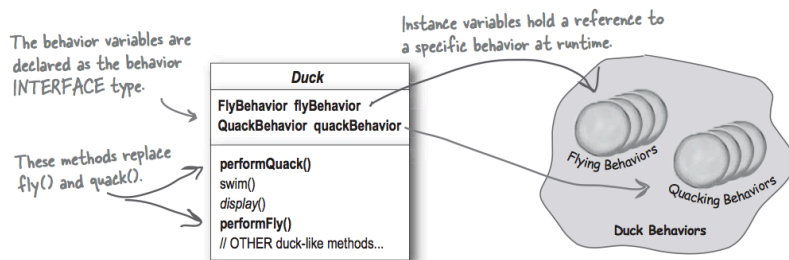 The behavior variables are
declared as the behavior
INTERFACE type.
These methods replace
fly() and quack().
Instance variables hold a reference to
a specific behavior at runtime.
Duck
FlyBehavior flyBehavior
QuackBehavior quackBehavior
performQuack()
swim()
display()
performFly()
// OTHER duck-like methods...
Flying Behaviors
Quacking Behaviors
Duck Behaviors